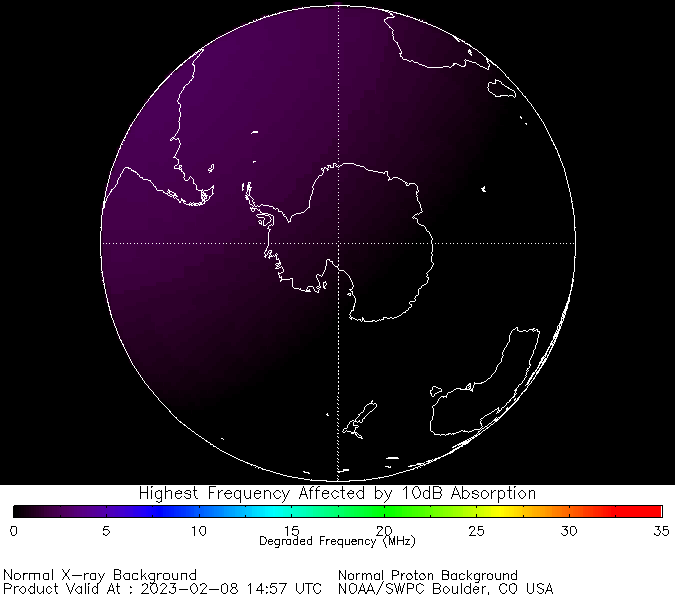 Highest Frequency Affected by 10dB Absorption
0 5 10 15 20 25 30 35
Degraded Frequency (MHz)
Normal X-ray Background Normal Proton Background
Product Valid At : 2023-02-08 14:57 UTC NOAA/SWPC Boulder, CO USA